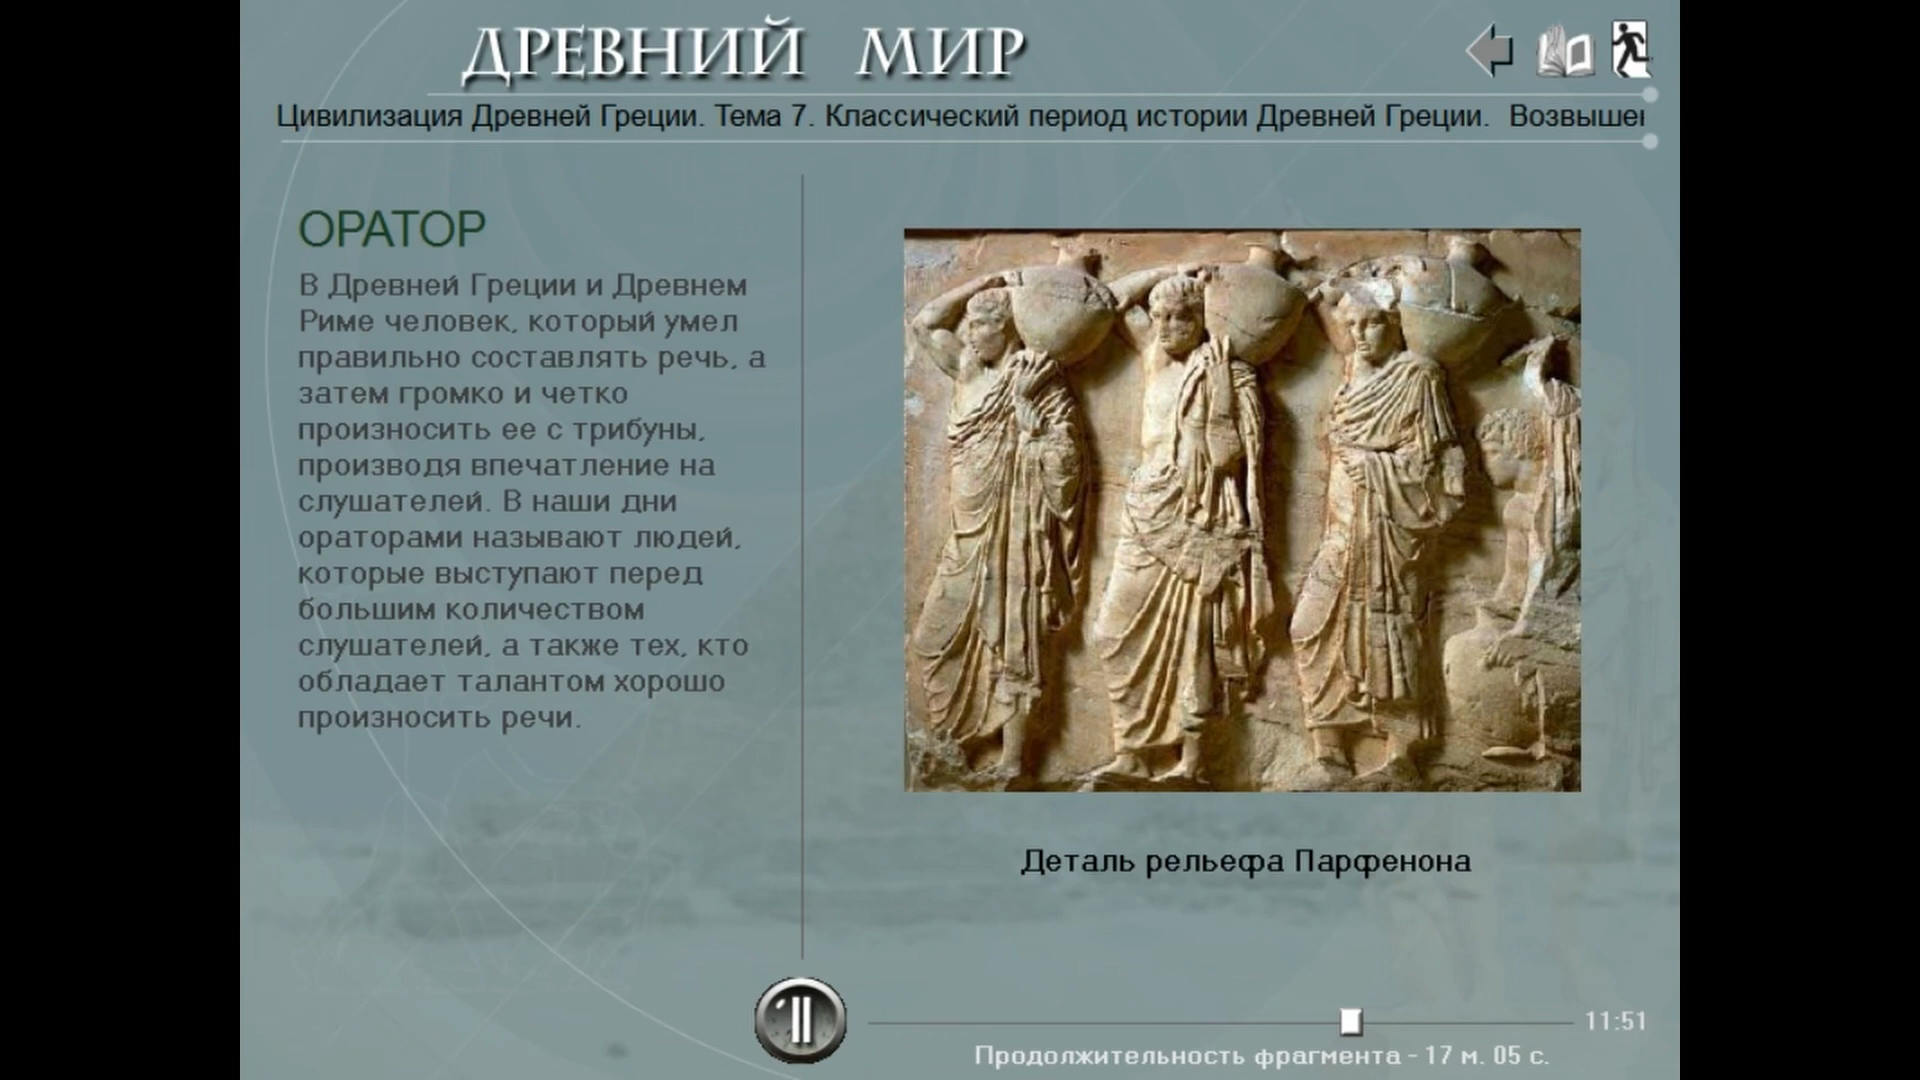 ДРЕВНИЙ МИР
Цивилизация Древней Греции. Тема 7. Классический период истории Древней Греции. Возвышен
ОРАТОР
В Древней Греции и Древнем
Риме человек, который умел
правильно составлять речь, а
затем громко и четко
произносить ее с трибуны,
производя впечатление на
слушателей. В наши дни
ораторами называют людей,
которые выступают перед
большим количеством
слушателей, а также тех, кто
обладает талантом хорошо
произносить речи.
Деталь рельефа Парфенона
11:51
Продолжительность фрагмента - 17 м. 05 с.